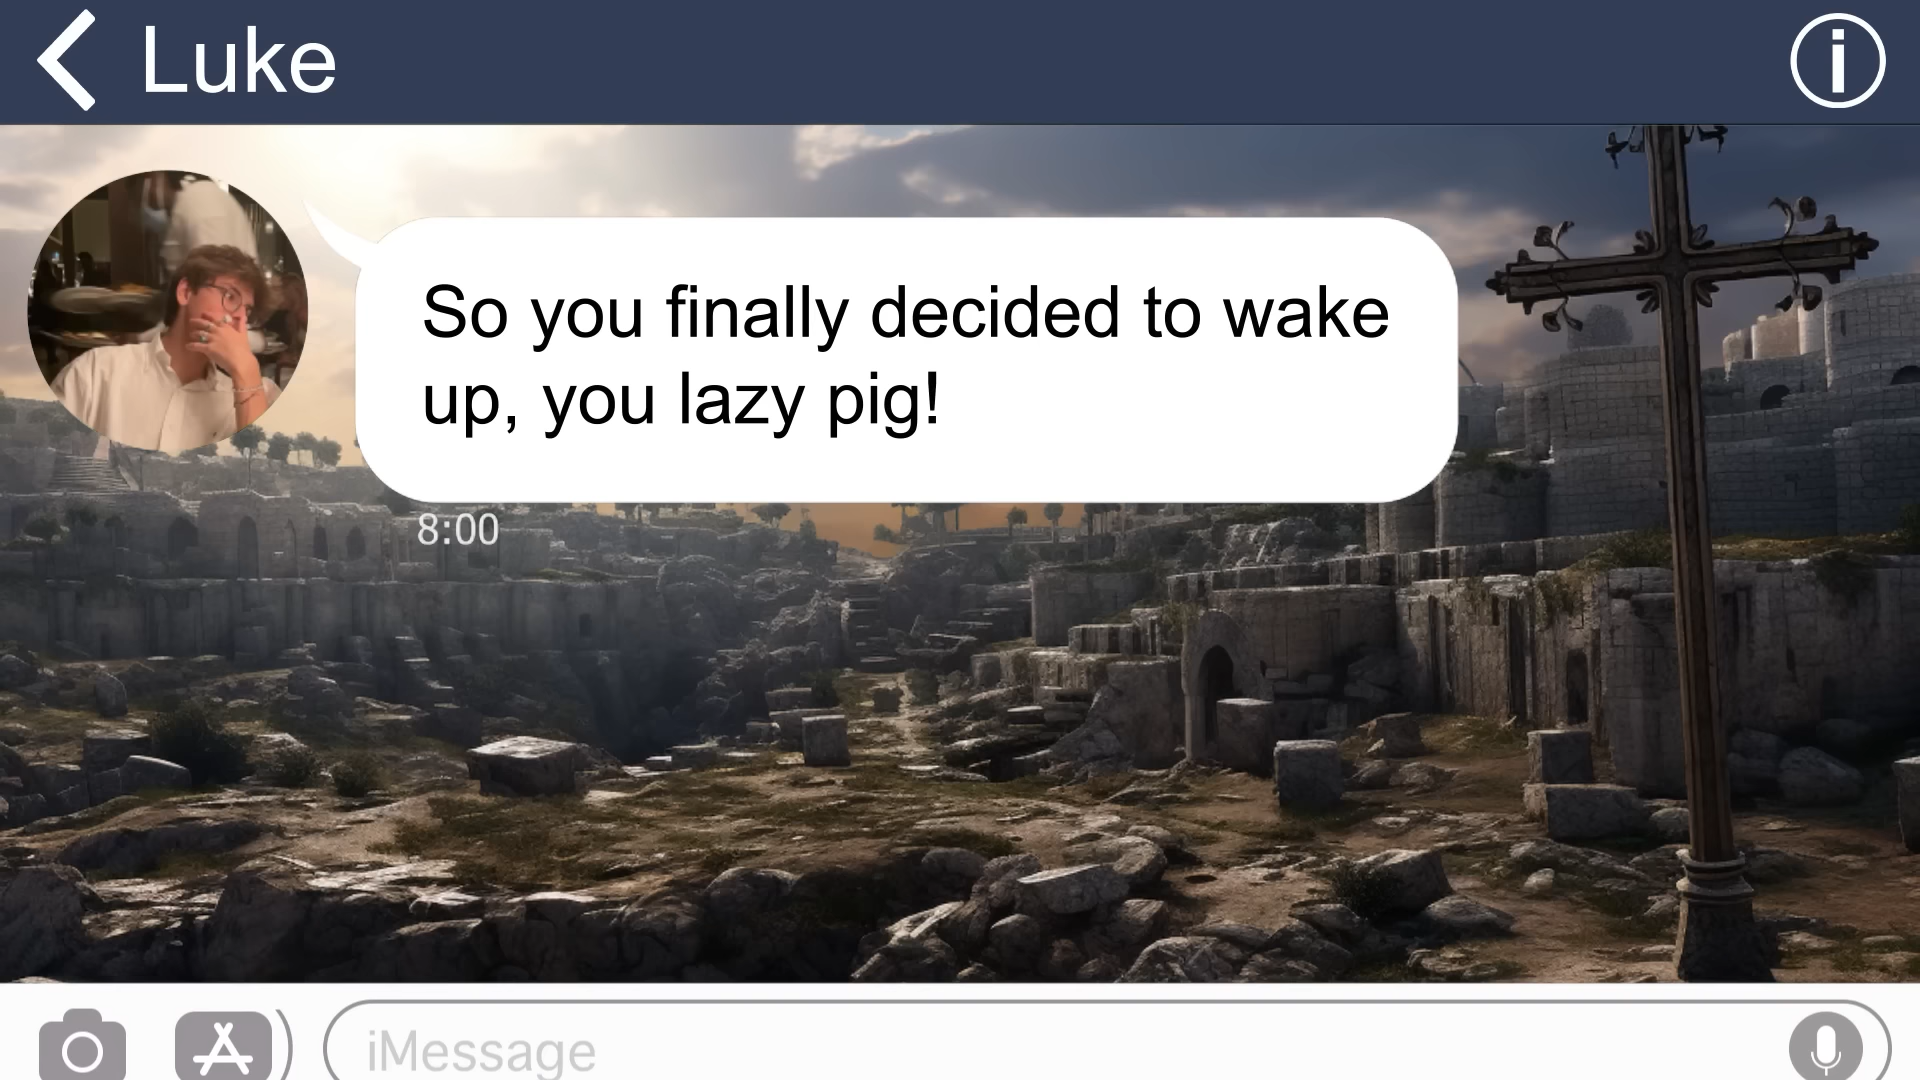 Luke
So you finally decided to wake
up, you lazy pig!
8:00
iMessage